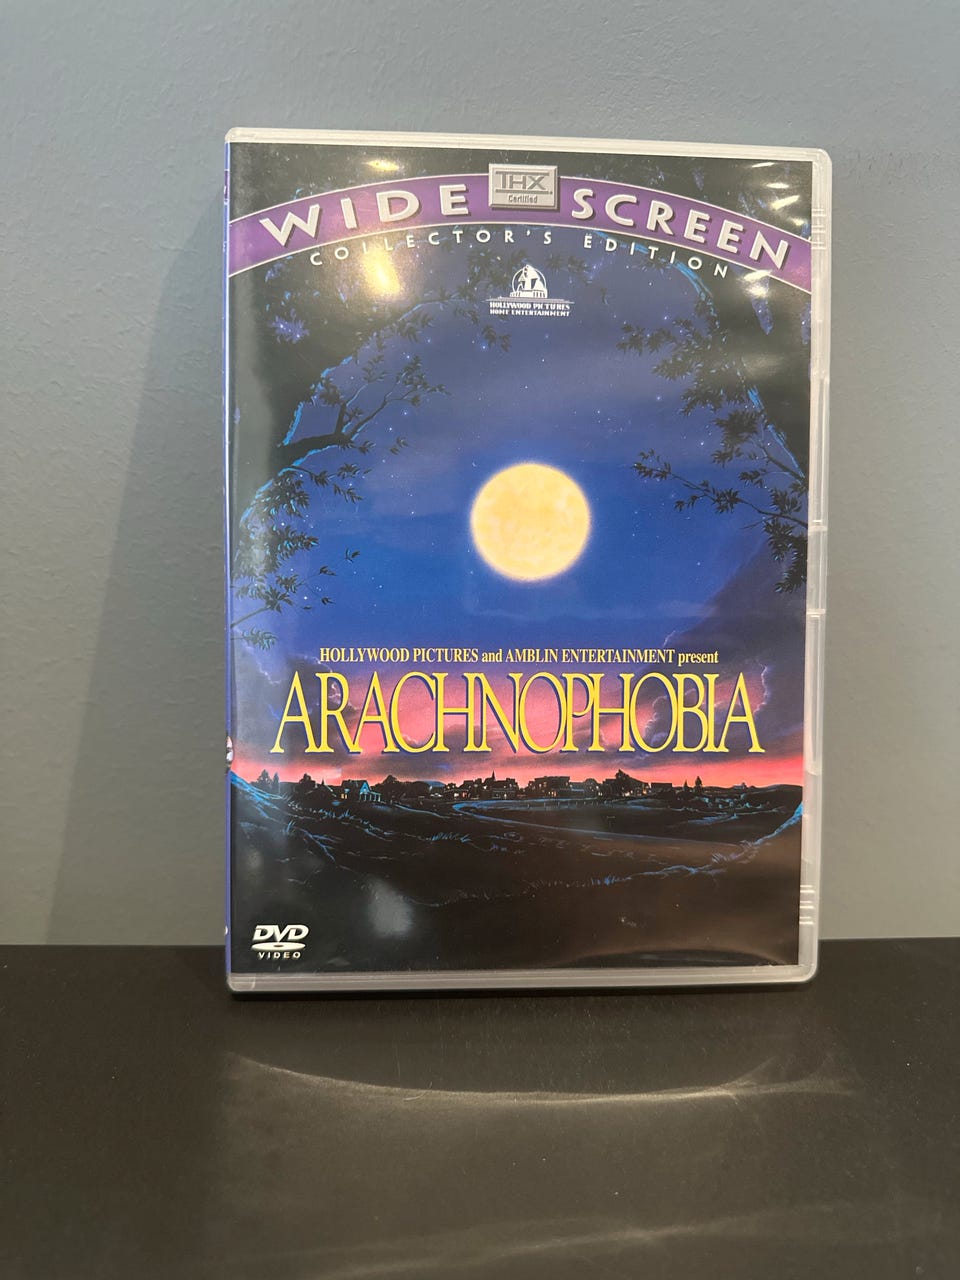 THX
Certified
WIDE SCREEN
COLLECTOR'S EDITION
HOLLYWOOD PICTURES
HOME ENTERTAINMENT
HOLLYWOOD PICTURES and AMBLIN ENTERTAINMENT present
ARACHNOPHOBIA
DVD
VIDEO